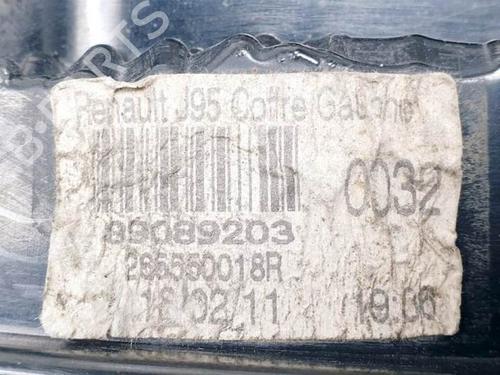 Renault J95 Coffre Gauche
0032
89089203
265550018R
16/02/11 19:06